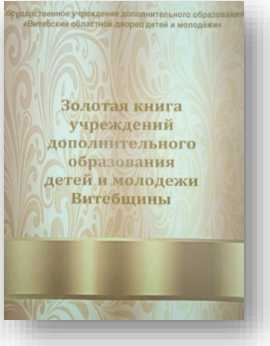 государственное учреждение дополнительного образования
«Витебский областной дворец детей и молодежи»
Золотая книга
учреждений
дополнительного
образования
детей и молодежи
Витебщины